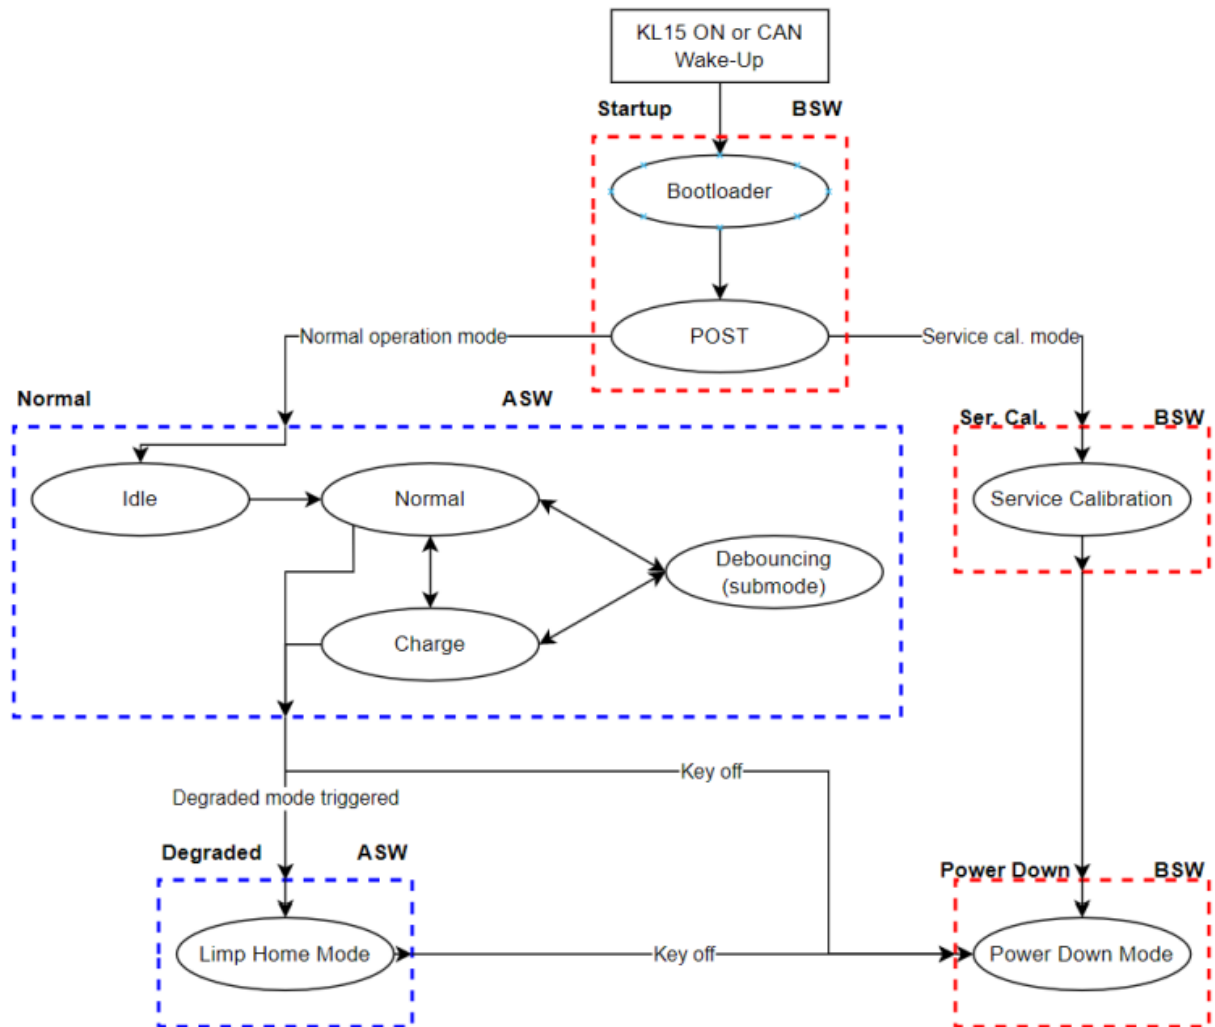 KL15 ON or CAN
Wake-Up
Startup BSW
Bootloader
POST
Normal operation mode
Service cal. mode
Normal ASW
Ser. Cal. BSW
Idle
Normal
Service Calibration
Debouncing
(submode)
Charge
Key off
Degraded mode triggered
Degraded ASW
Power Down BSW
Limp Home Mode
Key off
Power Down Mode